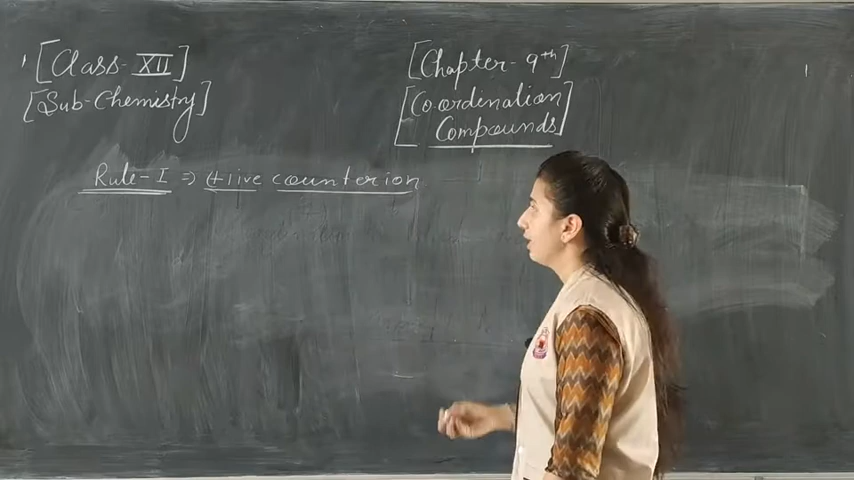 [Class-XII]
[Sub-Chemistry]
[Chapter-9th]
[Co-ordination
Compounds]
Rule-I ⇒ (+)ive counterion